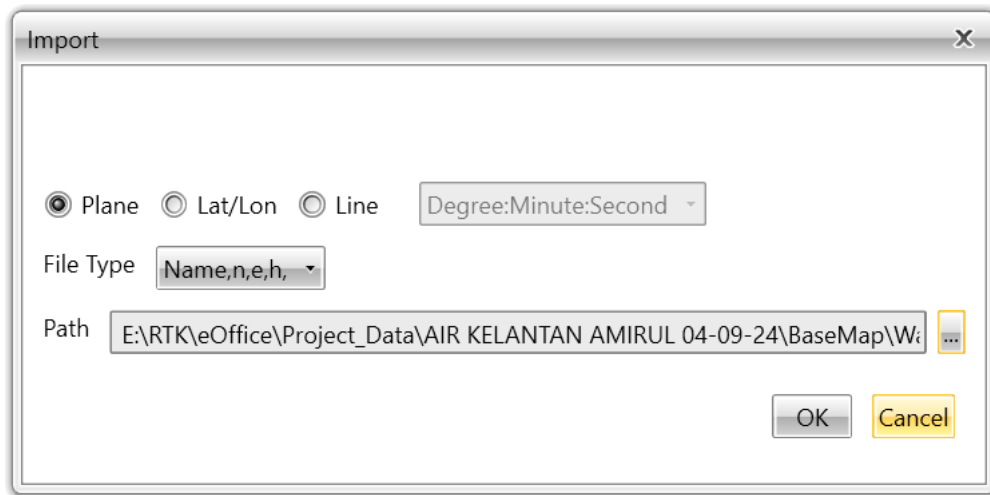 Import
Plane Lat/Lon Line Degree:Minute:Second
File Type Name,n,e,h,
Path E:\RTK\eOffice\Project_Data\AIR KELANTAN AMIRUL 04-09-24\BaseMap\
...
OK Cancel